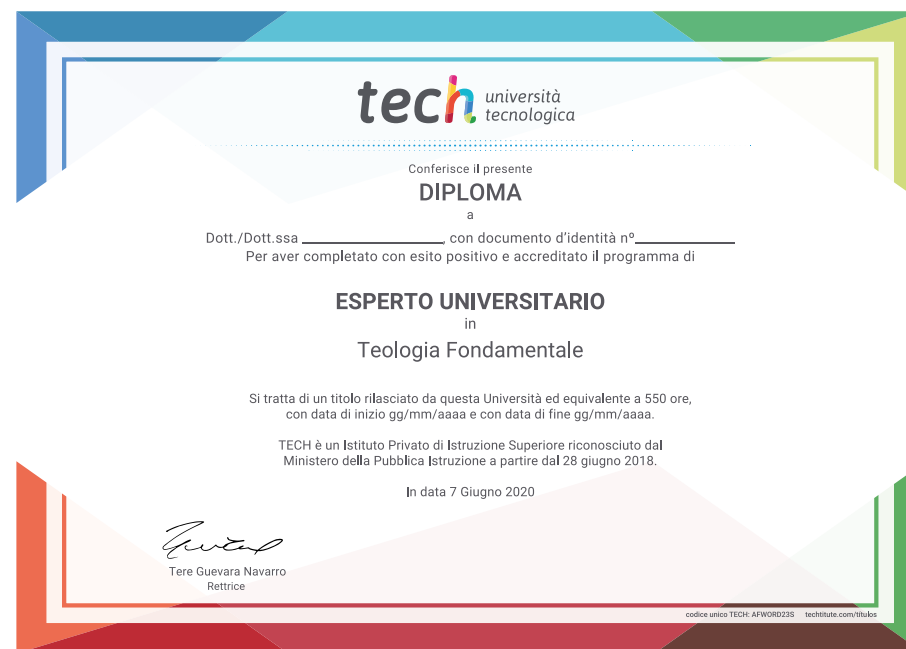 tech università
tecnologica
Conferisce il presente
DIPLOMA
a
Dott./Dott.ssa ______________, con documento d'identità nº__________
Per aver completato con esito positivo e accreditato il programma di
ESPERTO UNIVERSITARIO
in
Teologia Fondamentale
Si tratta di un titolo rilasciato da questa Università ed equivalente a 550 ore,
con data di inizio gg/mm/aaaa e con data di fine gg/mm/aaaa.
TECH è un Istituto Privato di Istruzione Superiore riconosciuto dal
Ministero della Pubblica Istruzione a partire dal 28 giugno 2018.
In data 7 Giugno 2020
Tere Guevara Navarro
Rettrice
codice unico TECH: AFWORD23S techtitute.com/titulos